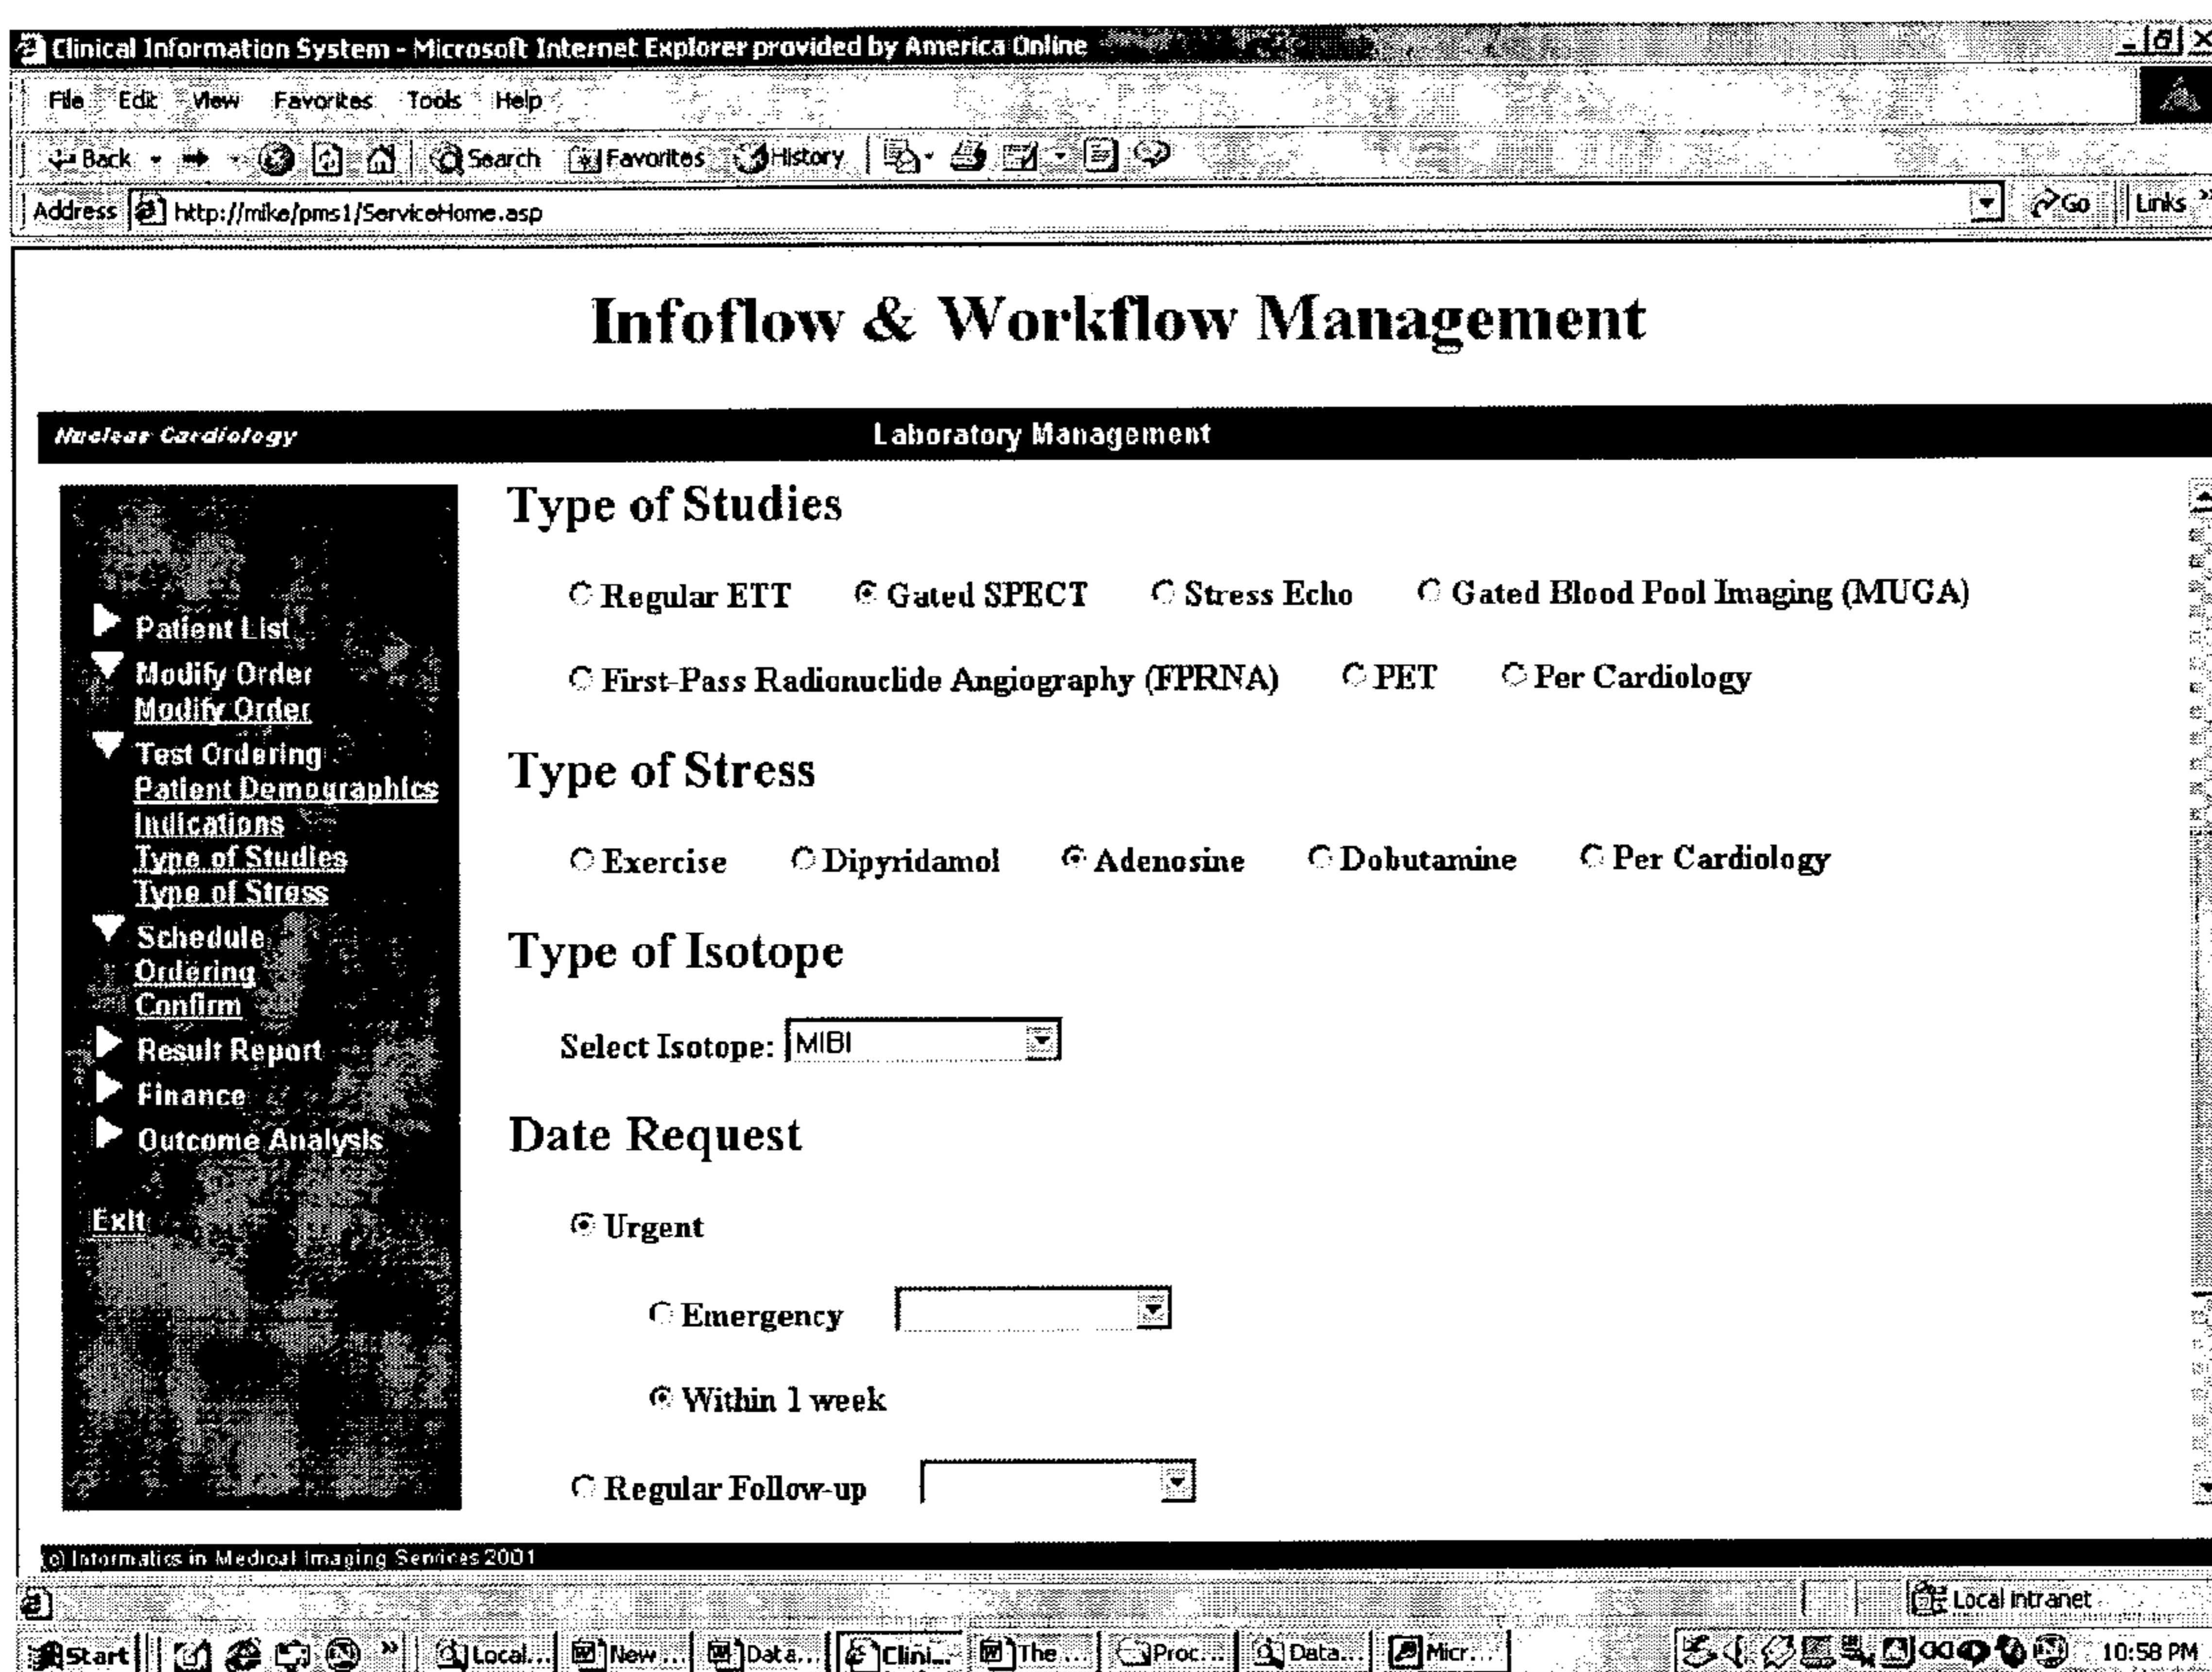 Clinical Information System - Microsoft Internet Explorer provided by America Online
File Edit View Favorites Tools Help
Back Search Favorites History
Address http://mike/pms1/ServiceHome.asp Go Links »
Infoflow & Workflow Management
Nuclear Cardiology Laboratory Management
Patient List
Modify Order
Modify Order
Test Ordering
Patient Demographics
Indications
Type of Studies
Type of Stress
Schedule
Ordering
Confirm
Result Report
Finance
Outcome Analysis
Exit
Type of Studies
Regular ETT Gated SPECT Stress Echo Gated Blood Pool Imaging (MUGA)
First-Pass Radionuclide Angiography (FPRNA) PET Per Cardiology
Type of Stress
Exercise Dipyridamol Adenosine Dobutamine Per Cardiology
Type of Isotope
Select Isotope: MIBI
Date Request
Urgent
Emergency
Within 1 week
Regular Follow-up
(c) Informatics in Medical Imaging Services 2001
Local intranet
Start » Local... New ... Data... Clini... The ... Proc... Data... Micr... 10:58 PM